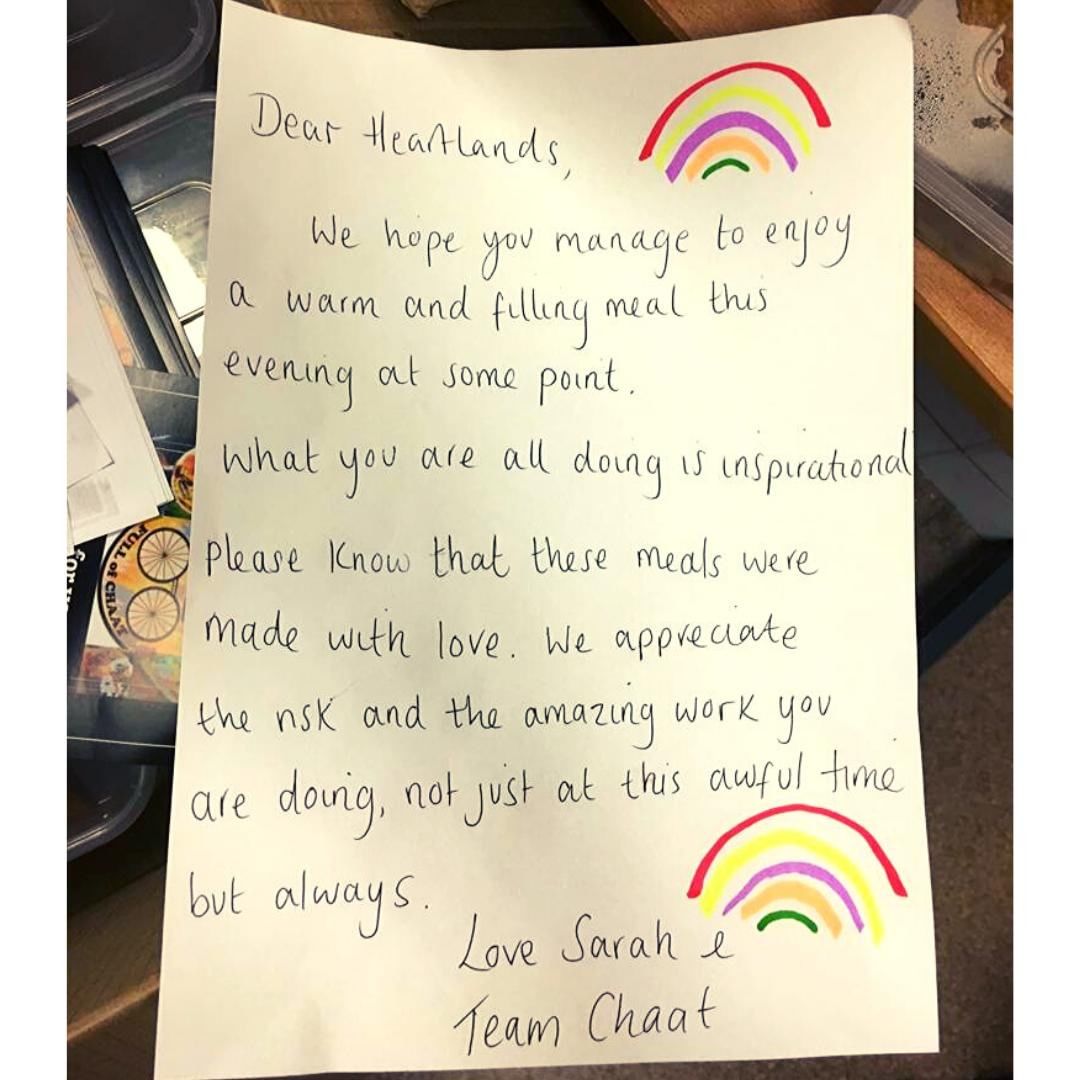 Dear Heartlands,
We hope you manage to enjoy
a warm and filling meal this
evening at some point.
What you are all doing is inspirational
please know that these meals were
made with love. We appreciate
the risk and the amazing work you
are doing, not just at this awful time
but always.
Love Sarah &
Team Chaat
FULL OF CHAAT